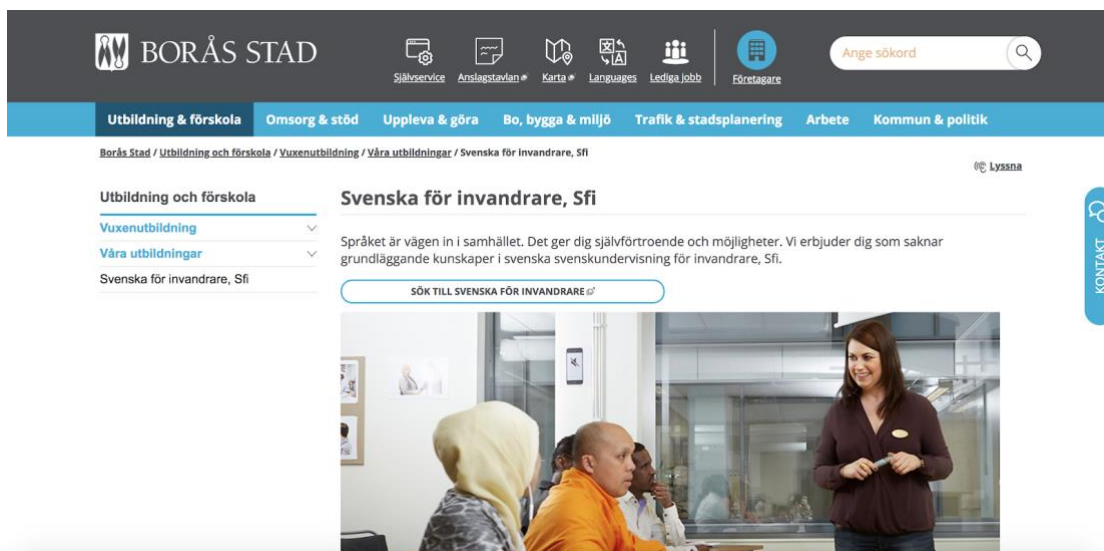 BORÅS STAD
Självservice Anslagstavlan Karta Languages Lediga jobb Företagare
Ange sökord
Utbildning & förskola Omsorg & stöd Uppleva & göra Bo, bygga & miljö Trafik & stadsplanering Arbete Kommun & politik
Borås Stad / Utbildning och förskola / Vuxenutbildning / Våra utbildningar / Svenska för invandrare, Sfi
Lyssna
Utbildning och förskola
Vuxenutbildning
Våra utbildningar
Svenska för invandrare, Sfi
Svenska för invandrare, Sfi
Språket är vägen in i samhället. Det ger dig självförtroende och möjligheter. Vi erbjuder dig som saknar
grundläggande kunskaper i svenska svenskundervisning för invandrare, Sfi.
SÖK TILL SVENSKA FÖR INVANDRARE
KONTAKT